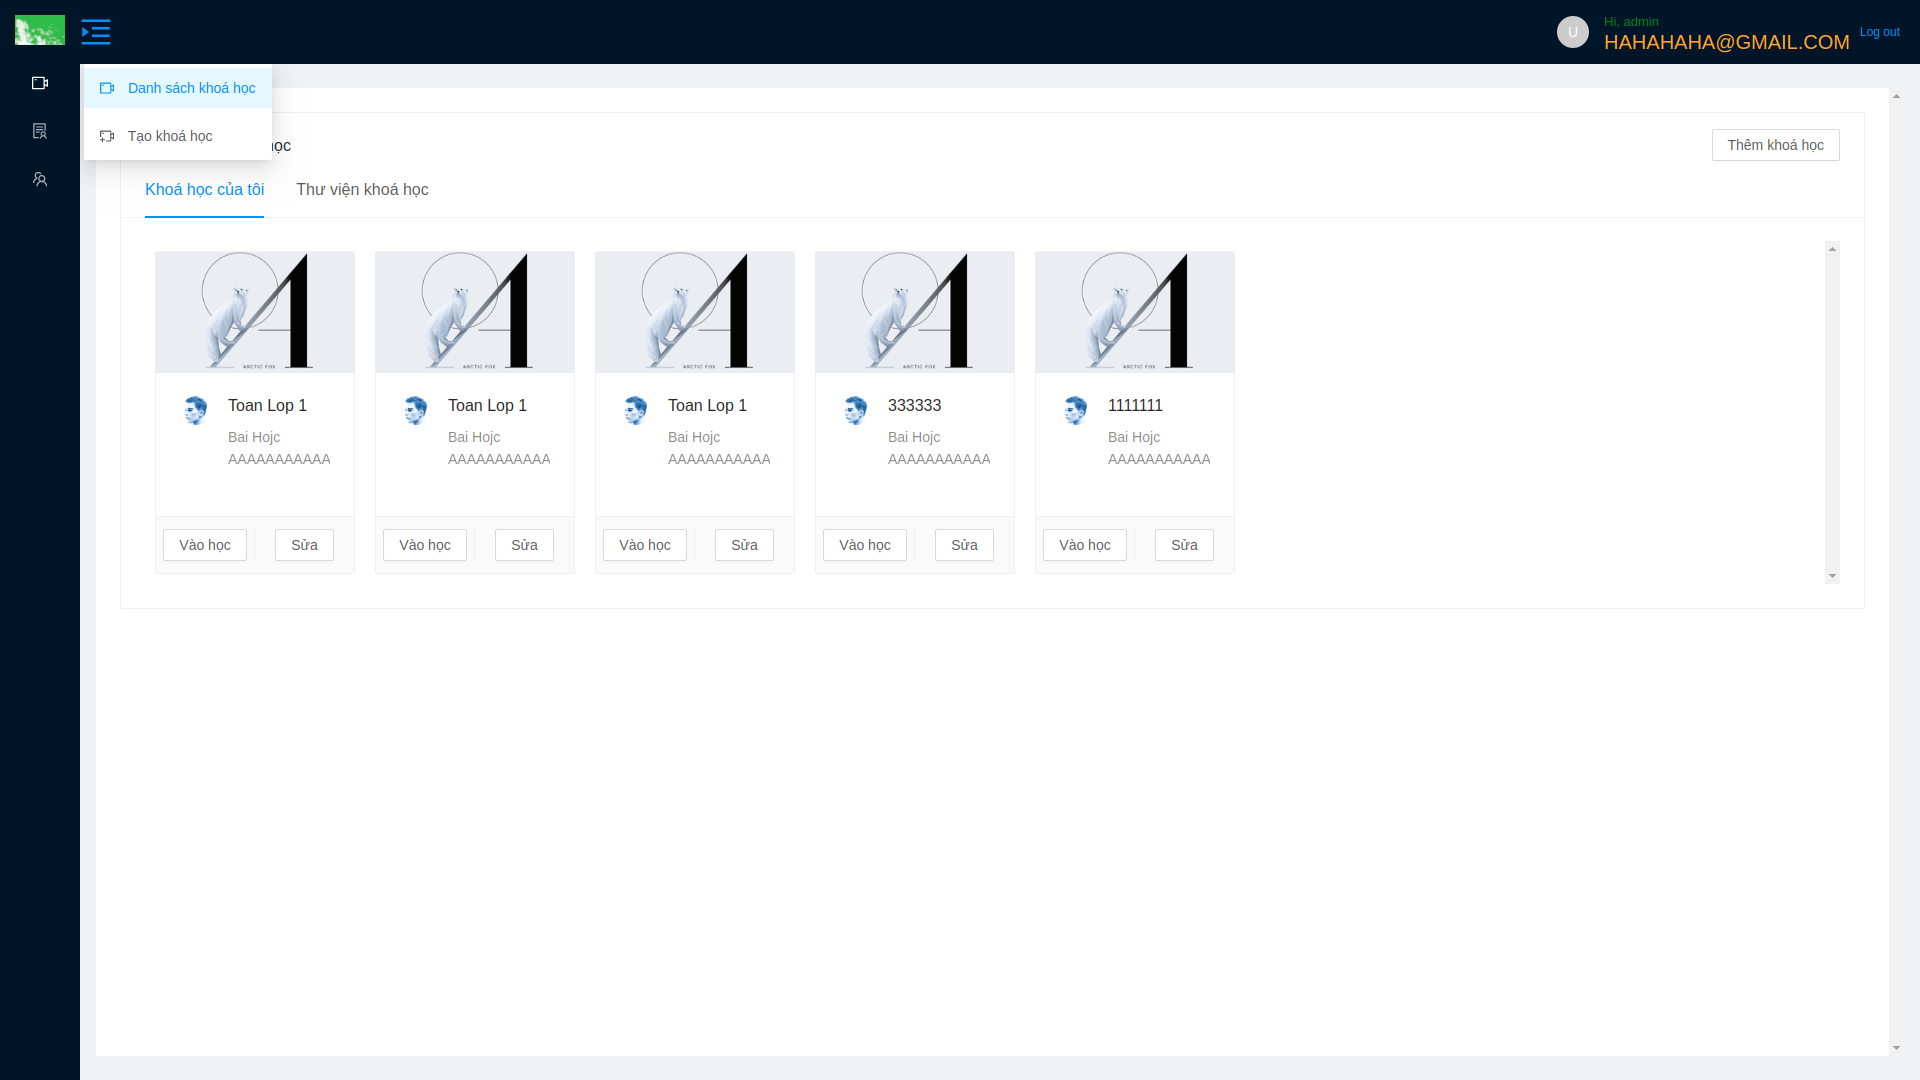 Hi, admin
U
HAHAHAHA@GMAIL.COM
Log out
Danh sách khoá học
Tạo khoá học
học
Thêm khoá học
Khoá học của tôi
Thư viện khoá học
ARCTIC FOX
ARCTIC FOX
ARCTIC FOX
ARCTIC FOX
ARCTIC FOX
Toan Lop 1
Bai Hojc
AAAAAAAAAAA
Toan Lop 1
Bai Hojc
AAAAAAAAAAA
Toan Lop 1
Bai Hojc
AAAAAAAAAAA
333333
Bai Hojc
AAAAAAAAAAA
1111111
Bai Hojc
AAAAAAAAAAA
Vào học
Sửa
Vào học
Sửa
Vào học
Sửa
Vào học
Sửa
Vào học
Sửa